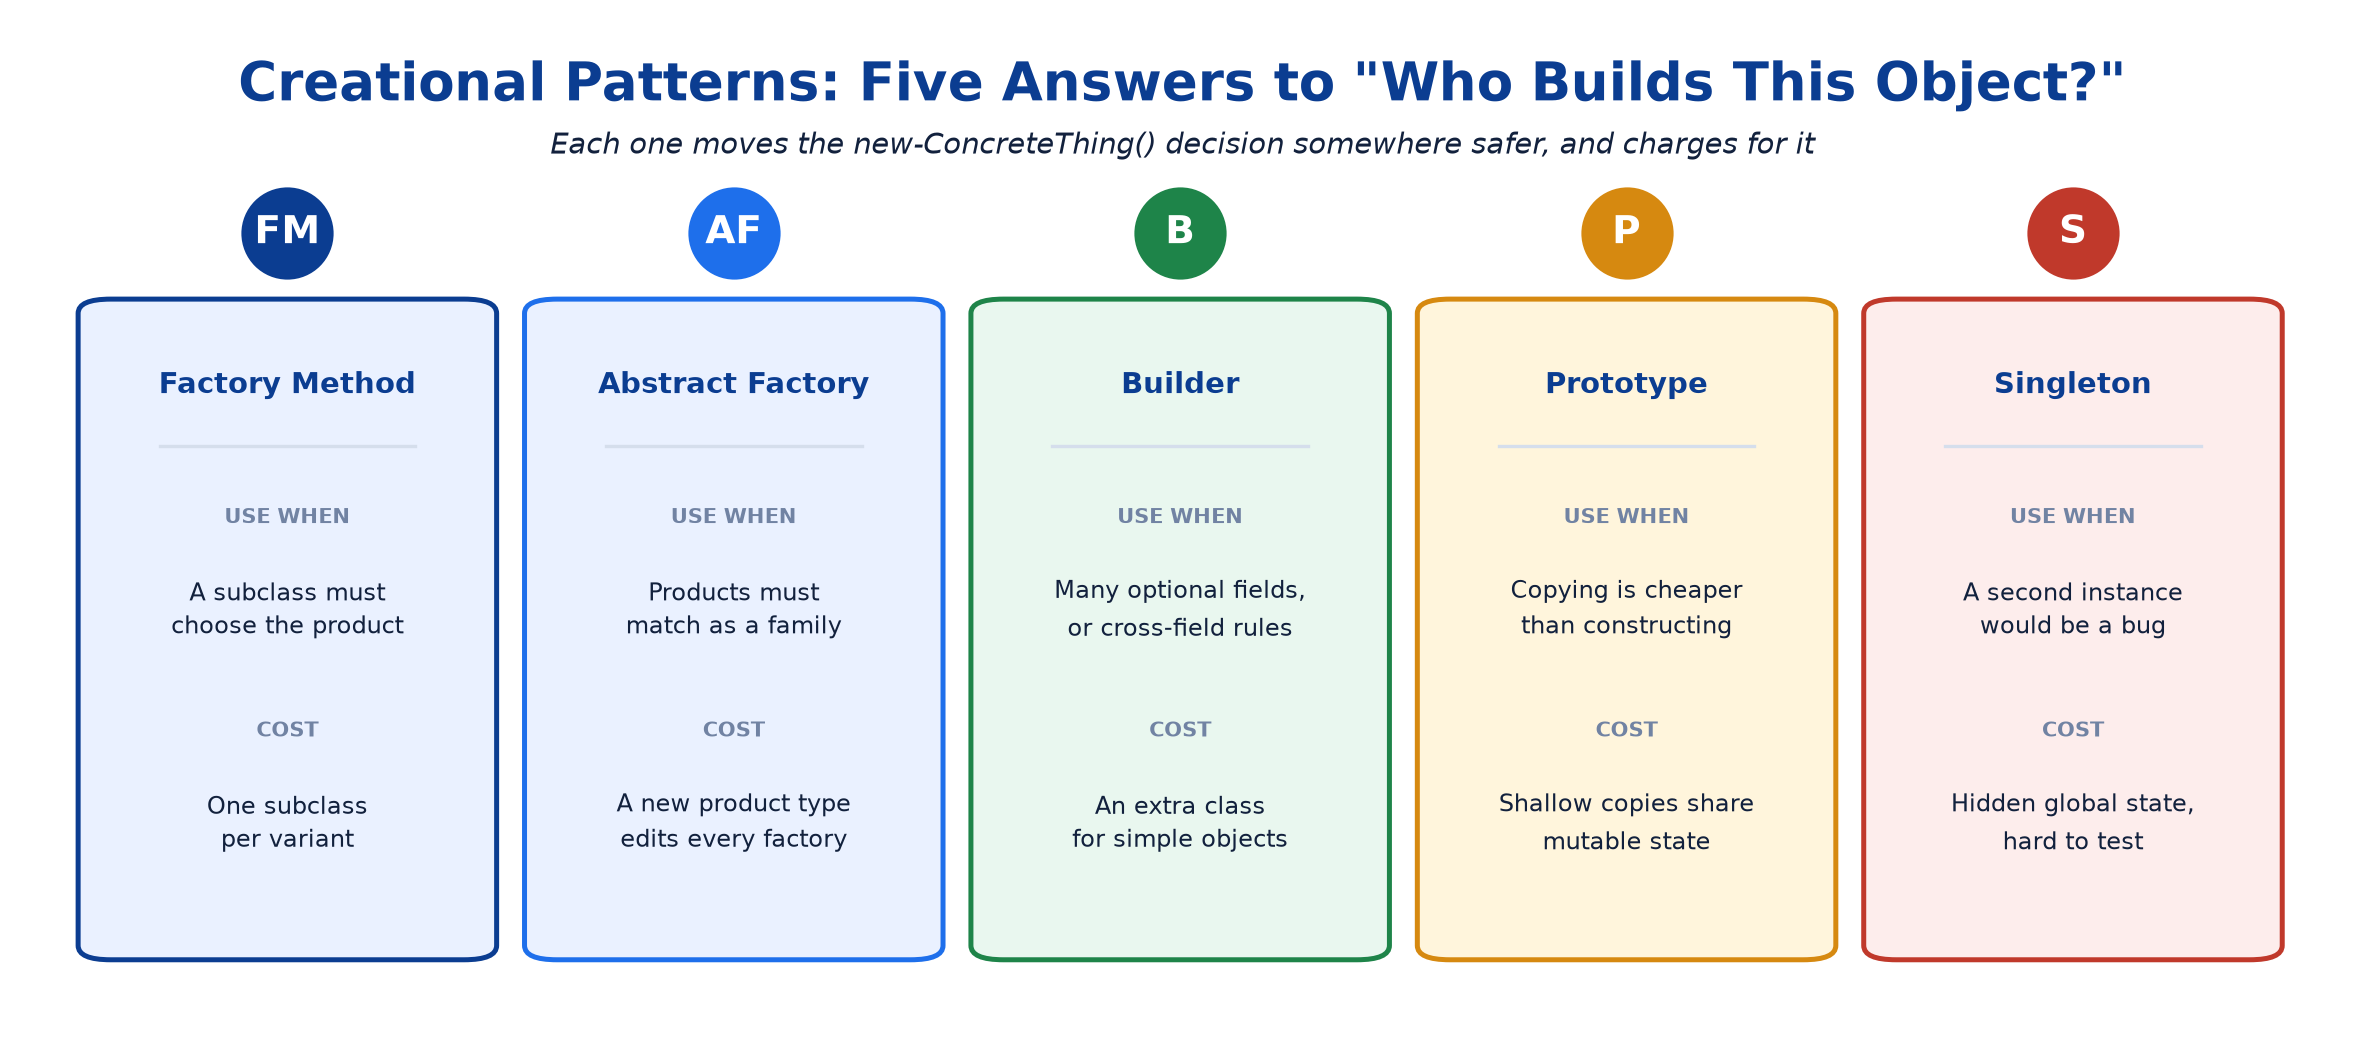 Creational Patterns: Five Answers to "Who Builds This Object?"
Each one moves the new-ConcreteThing() decision somewhere safer, and charges for it
FM
Factory Method
USE WHEN
A subclass must
choose the product
COST
One subclass
per variant
AF
Abstract Factory
USE WHEN
Products must
match as a family
COST
A new product type
edits every factory
B
Builder
USE WHEN
Many optional fields,
or cross-field rules
COST
An extra class
for simple objects
P
Prototype
USE WHEN
Copying is cheaper
than constructing
COST
Shallow copies share
mutable state
S
Singleton
USE WHEN
A second instance
would be a bug
COST
Hidden global state,
hard to test